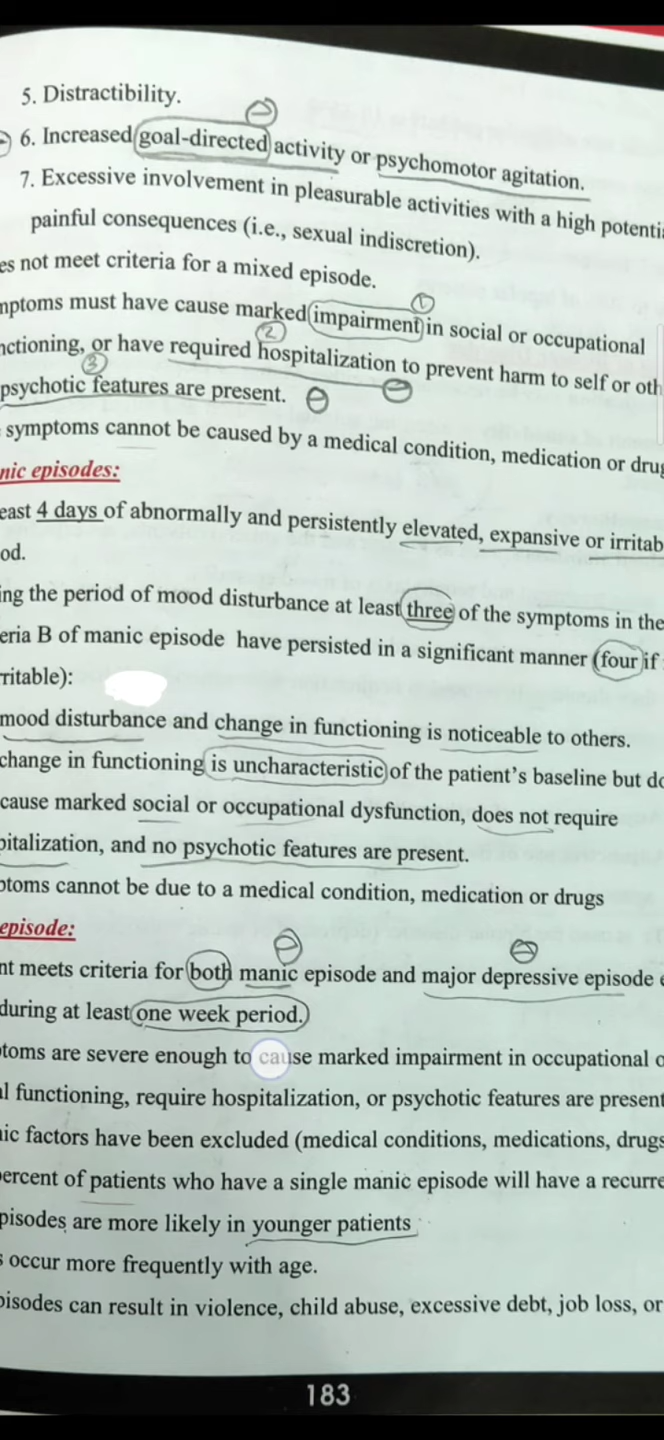 5. Distractibility.
6. Increased goal-directed activity or psychomotor agitation.
7. Excessive involvement in pleasurable activities with a high potenti
painful consequences (i.e., sexual indiscretion).
es not meet criteria for a mixed episode.
①
mptoms must have cause marked impairment in social or occupational
②
nctioning, or have required hospitalization to prevent harm to self or oth
③
psychotic features are present.
symptoms cannot be caused by a medical condition, medication or drug
nic episodes:
east 4 days of abnormally and persistently elevated, expansive or irritab
od.
ing the period of mood disturbance at least three of the symptoms in the
eria B of manic episode have persisted in a significant manner (four if
rritable):
mood disturbance and change in functioning is noticeable to others.
change in functioning is uncharacteristic of the patient's baseline but do
cause marked social or occupational dysfunction, does not require
pitalization, and no psychotic features are present.
ptoms cannot be due to a medical condition, medication or drugs
episode:
nt meets criteria for both manic episode and major depressive episode e
during at least one week period.
toms are severe enough to cause marked impairment in occupational o
al functioning, require hospitalization, or psychotic features are present
nic factors have been excluded (medical conditions, medications, drugs
percent of patients who have a single manic episode will have a recurre
pisodes are more likely in younger patients
s occur more frequently with age.
pisodes can result in violence, child abuse, excessive debt, job loss, or
183